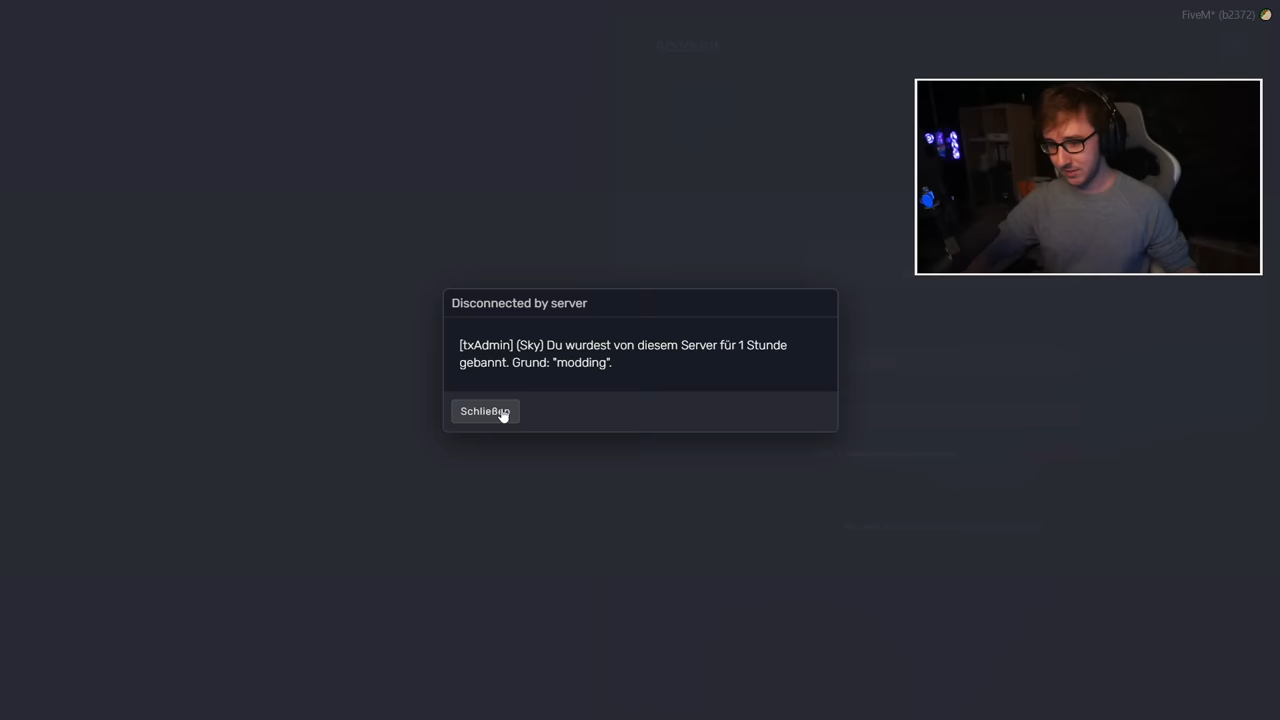 FiveM* (b2372)
Disconnected by server
[txAdmin] (Sky) Du wurdest von diesem Server für 1 Stunde
gebannt. Grund: "modding".
Schließen